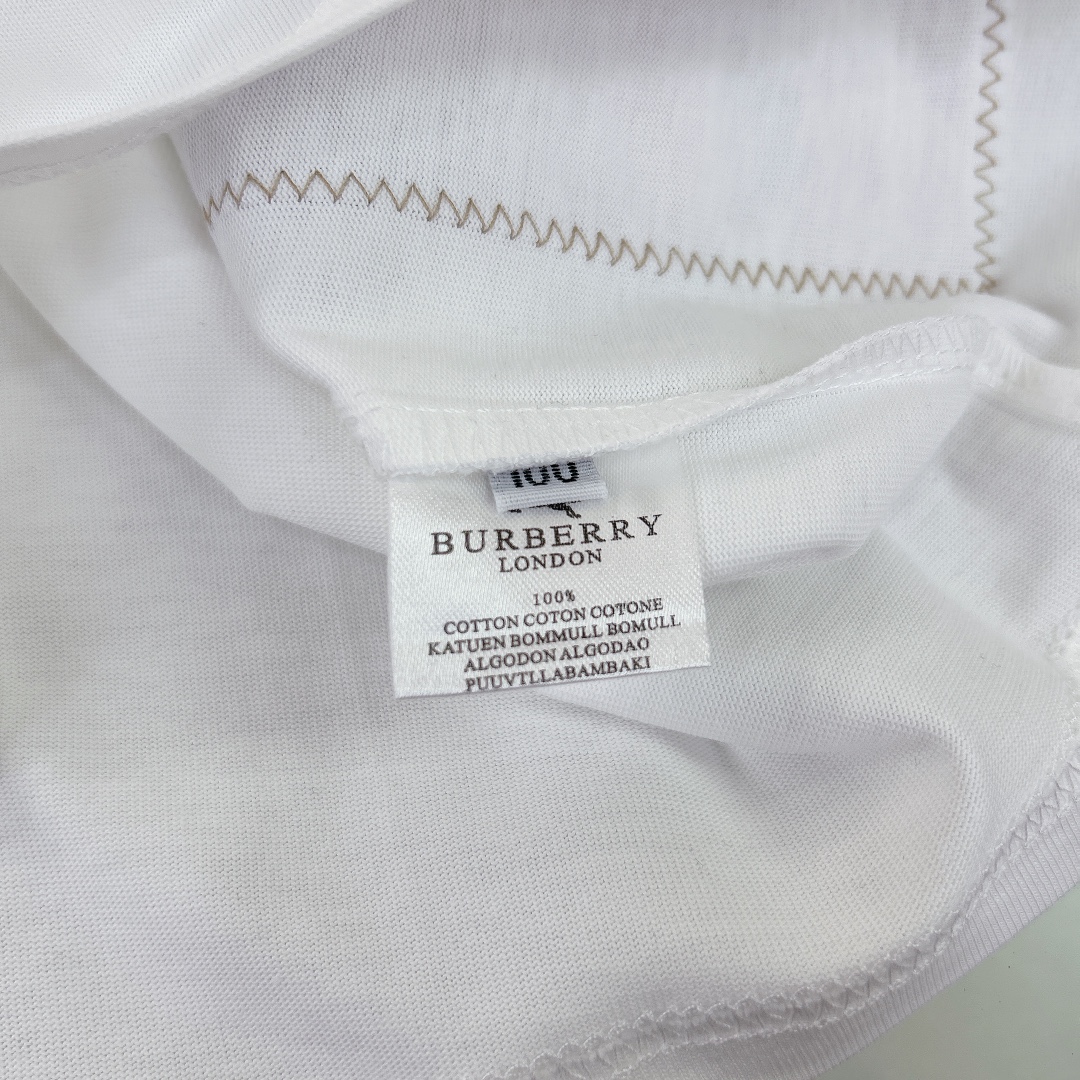 100
BURBERRY
LONDON
100%
COTTON COTON COTONE
KATUEN BOMMULL BOMULL
ALGODON ALGODAO
PUUVTLLABAMBAKI